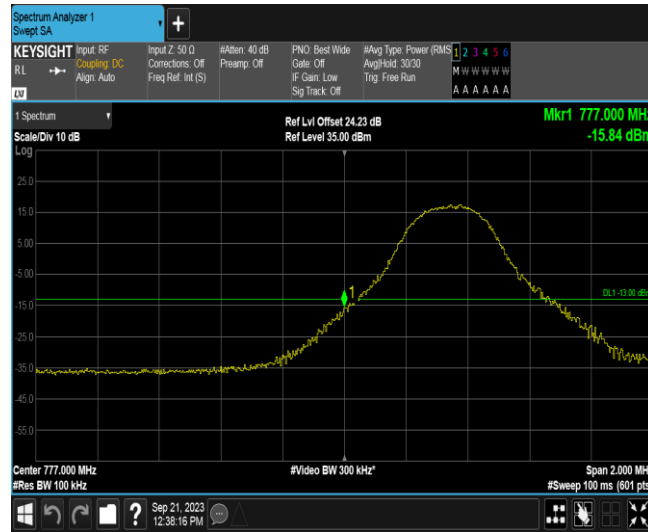 Spectrum Analyzer 1
Swept SA
+
KEYSIGHT
RL
LXI
Input: RF
Coupling: DC
Align: Auto
Input Z: 50 Ω
Corrections: Off
Freq Ref: Int (S)
#Atten: 40 dB
Preamp: Off
PNO: Best Wide
Gate: Off
IF Gain: Low
Sig Track: Off
#Avg Type: Power (RMS
Avg|Hold: 30/30
Trig: Free Run
1 2 3 4 5 6
M W W W W W
A A A A A A
1 Spectrum
Scale/Div 10 dB
Log
Ref Lvl Offset 24.23 dB
Ref Level 35.00 dBm
Mkr1 777.000 MHz
-15.84 dBm
25.0
15.0
5.00
-5.00
-15.0
-25.0
-35.0
-45.0
-55.0
1
DL1 -13.00 dBm
Center 777.000 MHz
#Res BW 100 kHz
#Video BW 300 kHz*
Span 2.000 MH
#Sweep 100 ms (601 pts
?
Sep 21, 2023
12:38:16 PM